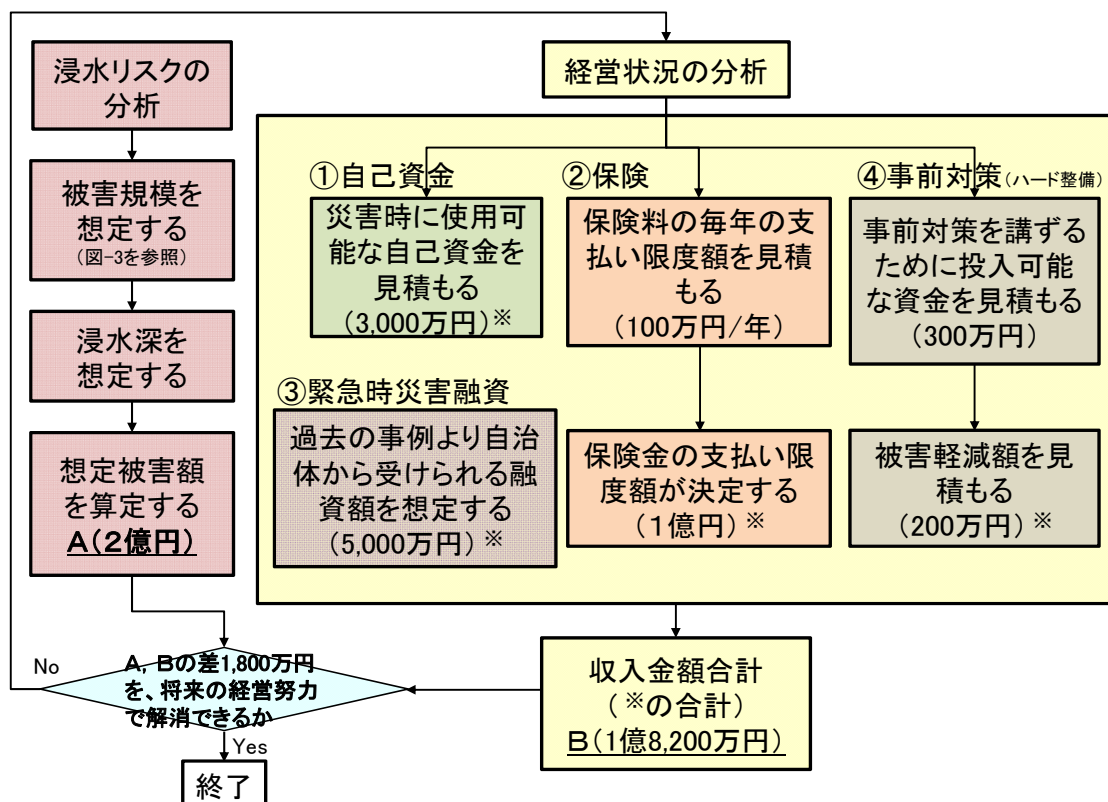 浸水リスクの
分析
被害規模を
想定する
（図-3を参照）
浸水深を
想定する
想定被害額
を算定する
A（２億円）
経営状況の分析
①自己資金
災害時に使用可
能な自己資金を
見積もる
（3,000万円）※
②保険
保険料の毎年の支
払い限度額を見積
もる
（100万円/年）
④事前対策（ハード整備）
事前対策を講ずる
ために投入可能
な資金を見積もる
（300万円）
③緊急時災害融資
過去の事例より自治
体から受けられる融
資額を想定する
（5,000万円）※
保険金の支払い限
度額が決定する
（１億円）※
被害軽減額を見
積もる
（200万円）※
No
A，Bの差1,800万円
を、将来の経営努力
で解消できるか
Yes
終了
収入金額合計
（※の合計）
B（1億8,200万円）